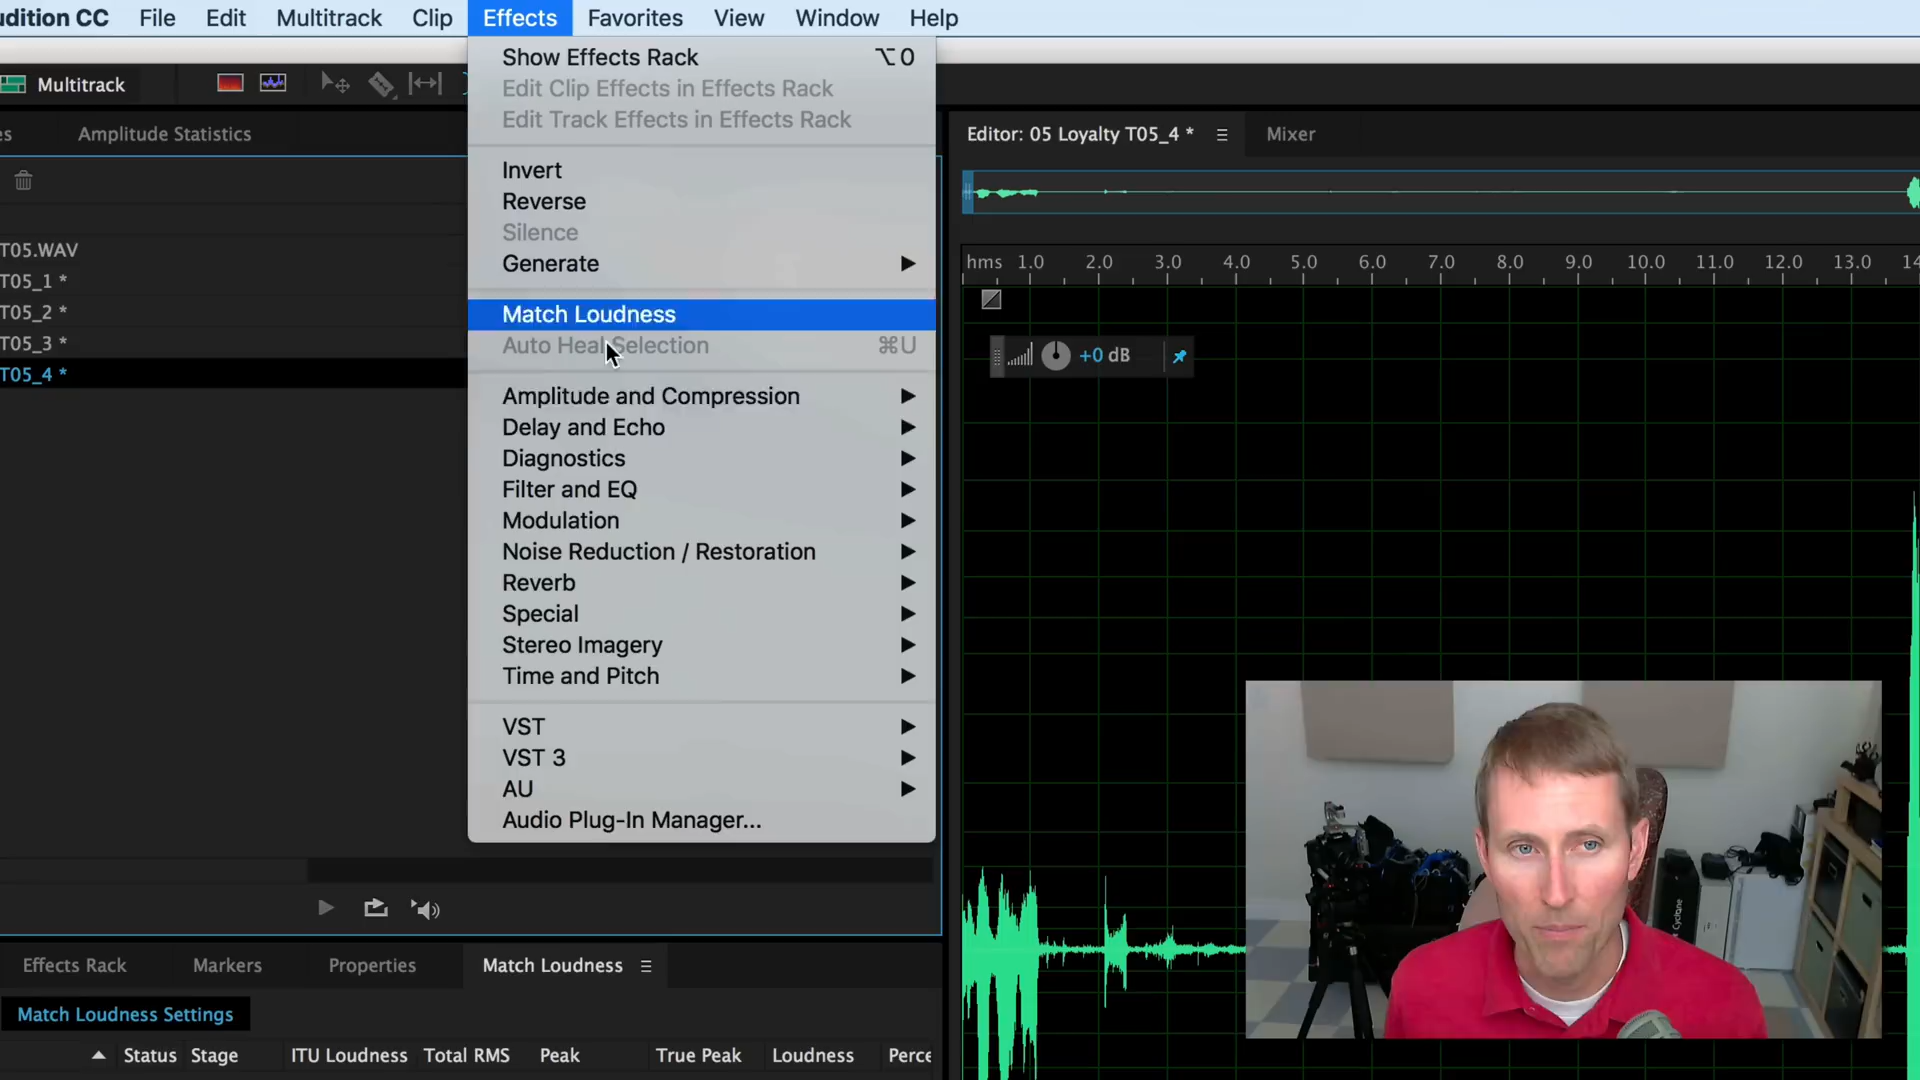 udition CC File Edit Multitrack Clip Effects Favorites View Window Help
Multitrack
es Amplitude Statistics
T05.WAV
T05_1 *
T05_2 *
T05_3 *
T05_4 *
Show Effects Rack ⌥0
Edit Clip Effects in Effects Rack
Edit Track Effects in Effects Rack
Invert
Reverse
Silence
Generate
Match Loudness
Auto Heal Selection ⌘U
Amplitude and Compression
Delay and Echo
Diagnostics
Filter and EQ
Modulation
Noise Reduction / Restoration
Reverb
Special
Stereo Imagery
Time and Pitch
VST
VST 3
AU
Audio Plug-In Manager...
Editor: 05 Loyalty T05_4 * Mixer
hms 1.0 2.0 3.0 4.0 5.0 6.0 7.0 8.0 9.0 10.0 11.0 12.0 13.0 14
+0 dB
Cyclone
Effects Rack Markers Properties Match Loudness
Match Loudness Settings
Status Stage ITU Loudness Total RMS Peak True Peak Loudness Perce